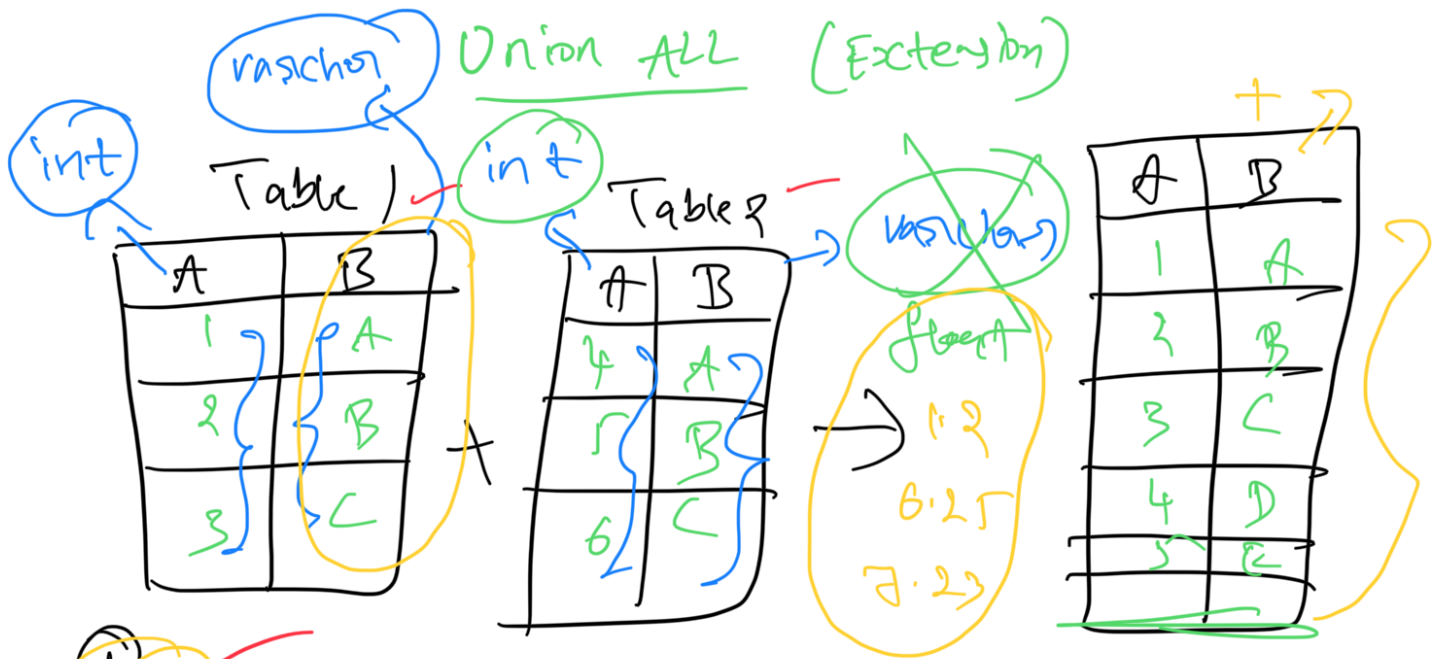 varchar Union ALL (Extension)
int Table 1 int Table 2 varchar
A B
1 A
2 B
3 C
+
A B
4 A
5 B
6 C
float
1.2
6.25
7.23
+
A B
1 A
2 B
3 C
4 D
5 E